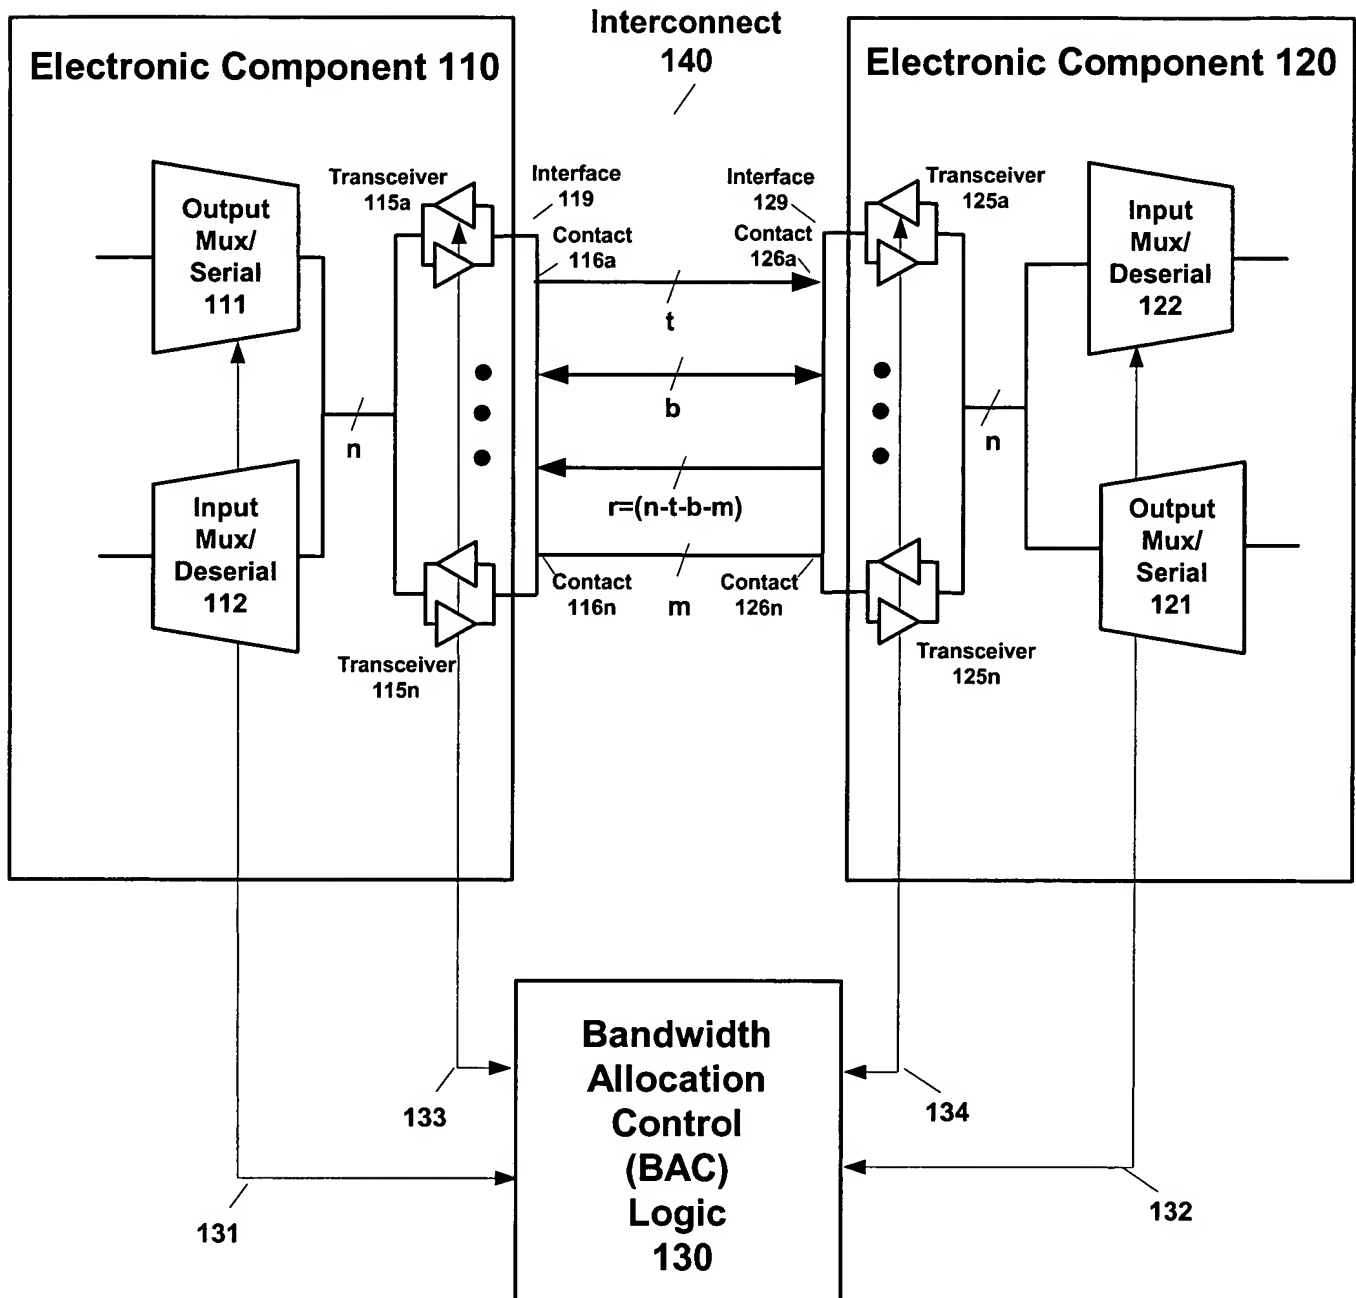 Interconnect
140
Electronic Component 110
Electronic Component 120
Output
Mux/
Serial
111
Transceiver
115a
Interface
119
Contact
116a
Interface
129
Contact
126a
Transceiver
125a
Input
Mux/
Deserial
122
t
b
n
n
r=(n-t-b-m)
m
Input
Mux/
Deserial
112
Contact
116n
Contact
126n
Output
Mux/
Serial
121
Transceiver
115n
Transceiver
125n
Bandwidth
Allocation
Control
(BAC)
Logic
130
133
134
131
132